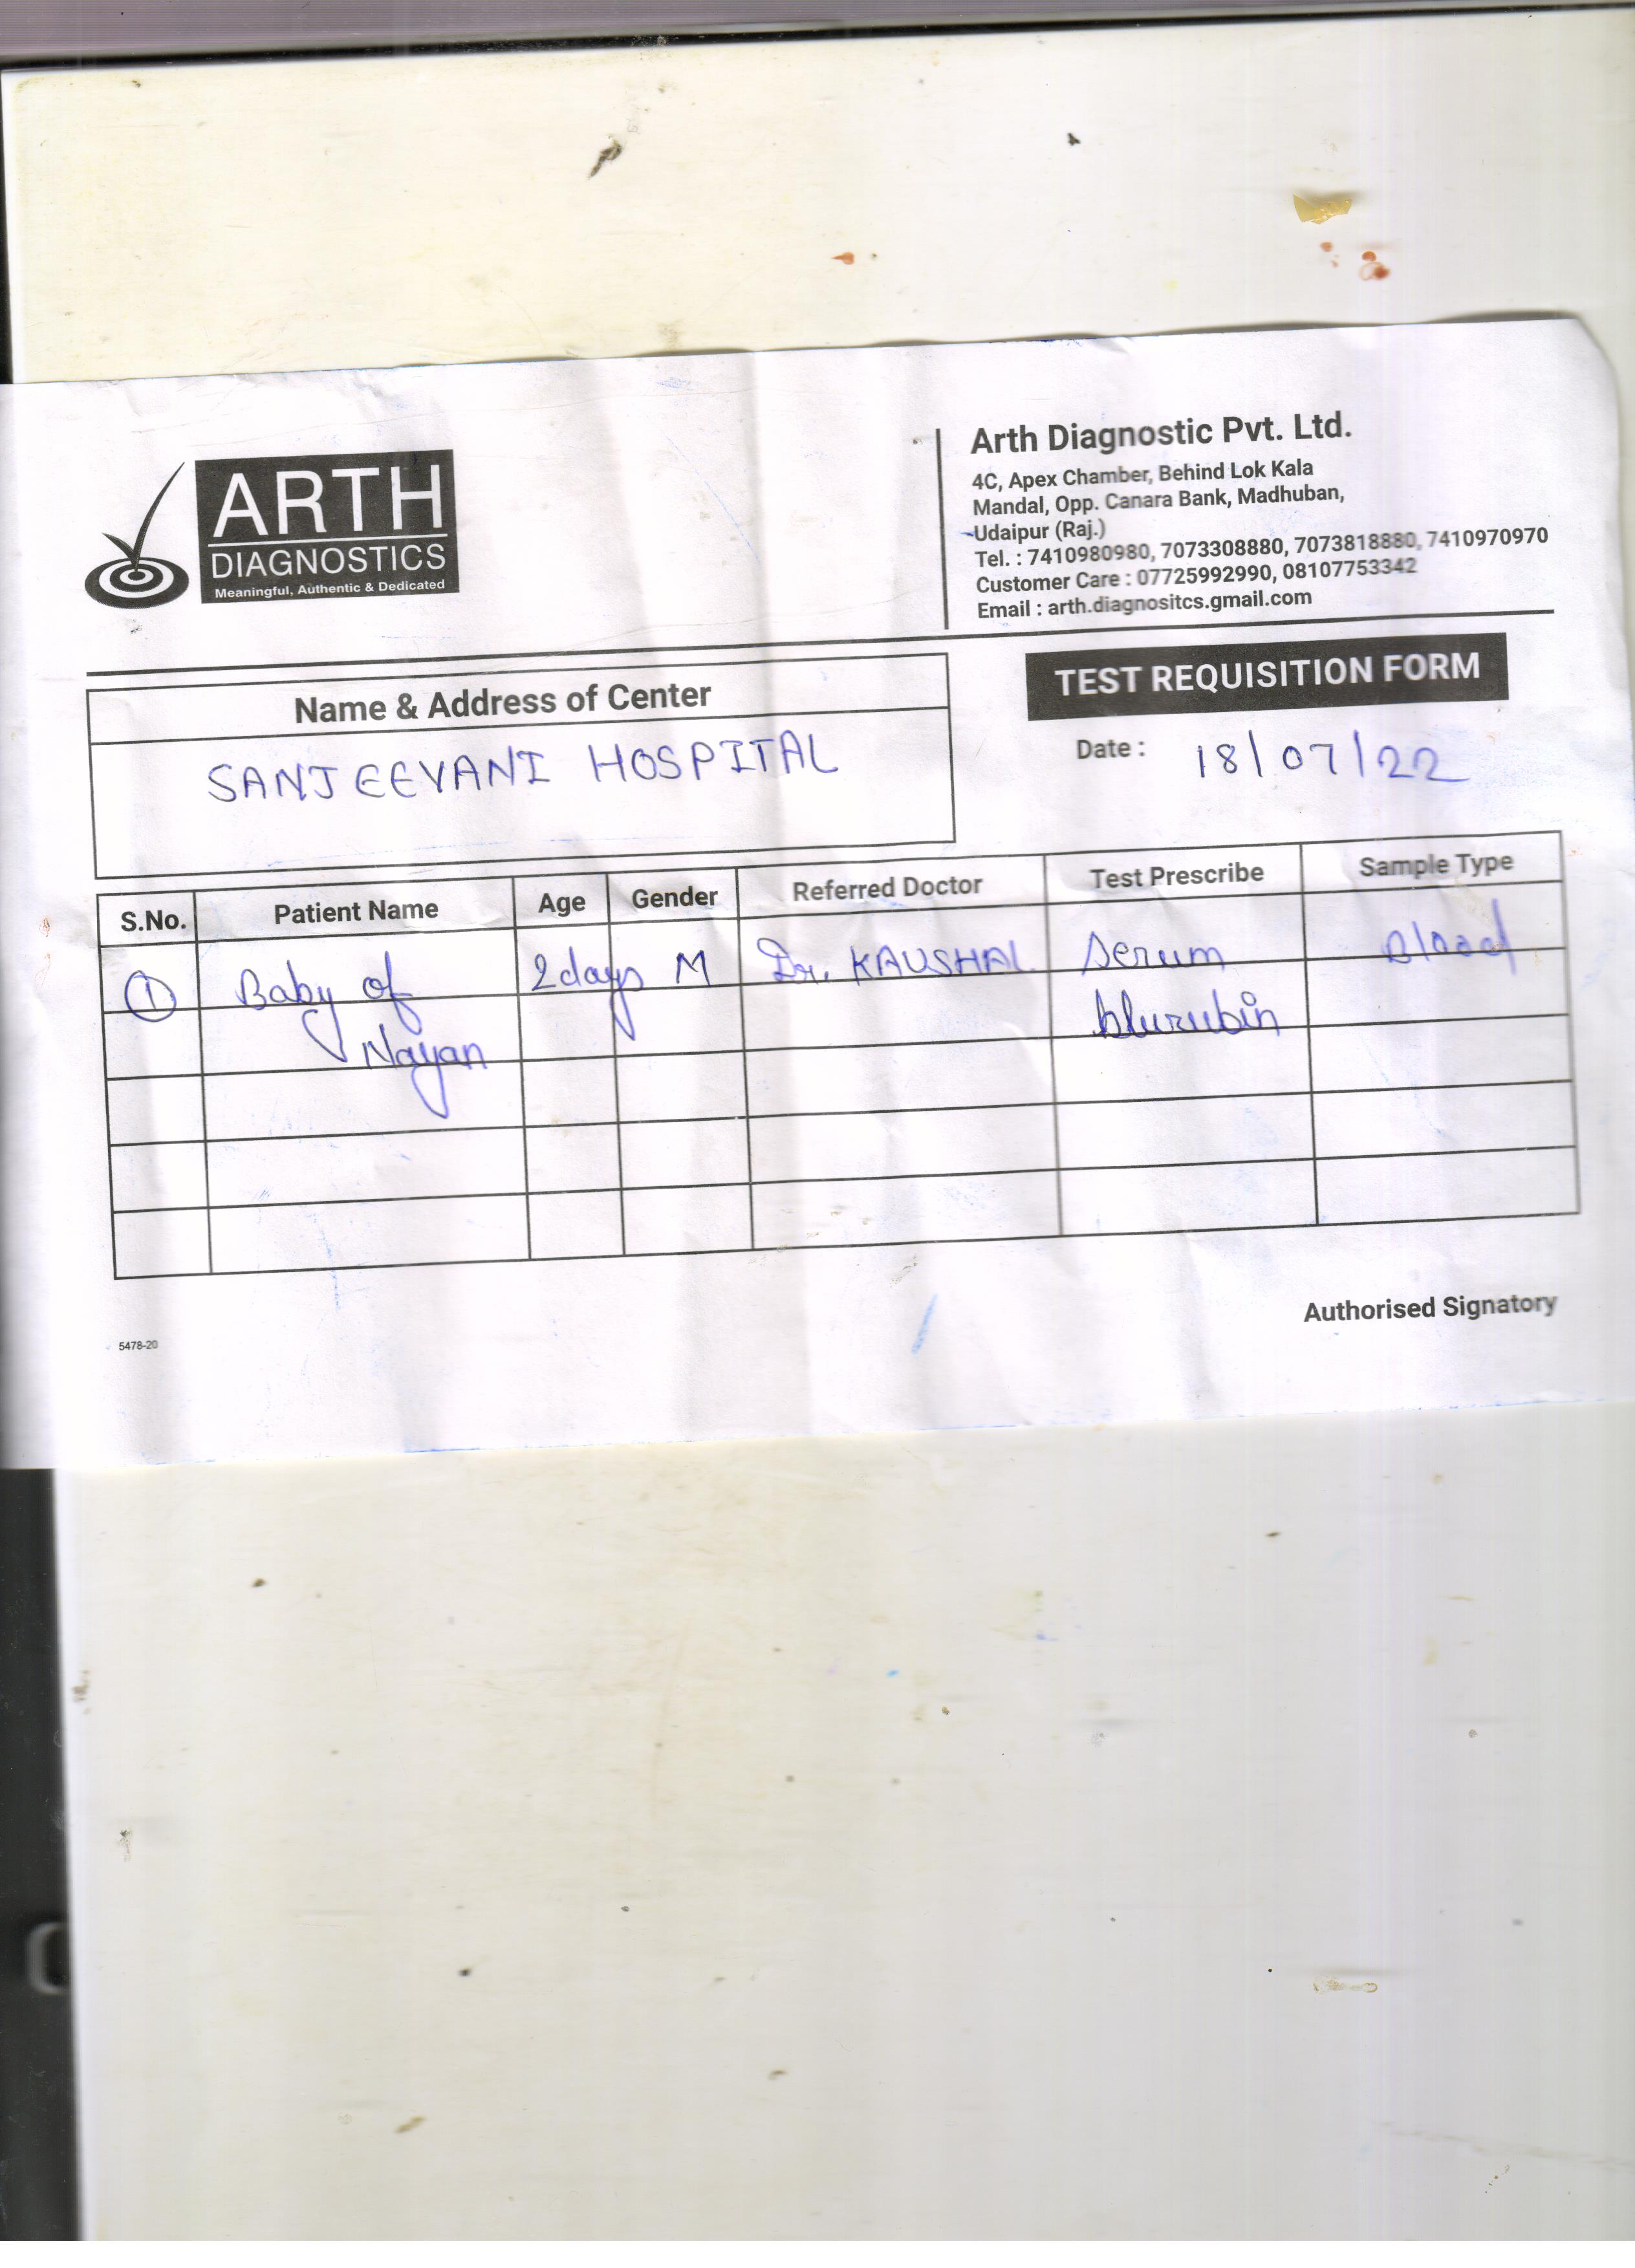 ARTH
DIAGNOSTICS
Meaningful, Authentic & Dedicated
Arth Diagnostic Pvt. Ltd.
4C, Apex Chamber, Behind Lok Kala
Mandal, Opp. Canara Bank, Madhuban,
Udaipur (Raj.)
Tel. : 7410980980, 7073308880, 7073818880, 7410970970
Customer Care : 07725992990, 08107753342
Email : arth.diagnositcs.gmail.com
Name & Address of Center
SANJEEVANI HOSPITAL
TEST REQUISITION FORM
Date : 18/07/22
S.No. Patient Name Age Gender Referred Doctor Test Prescribe Sample Type
1 Baby of 2days M Dr. KAUSHAL Serum Blood
Nayan blurubin
Authorised Signatory
5478-20